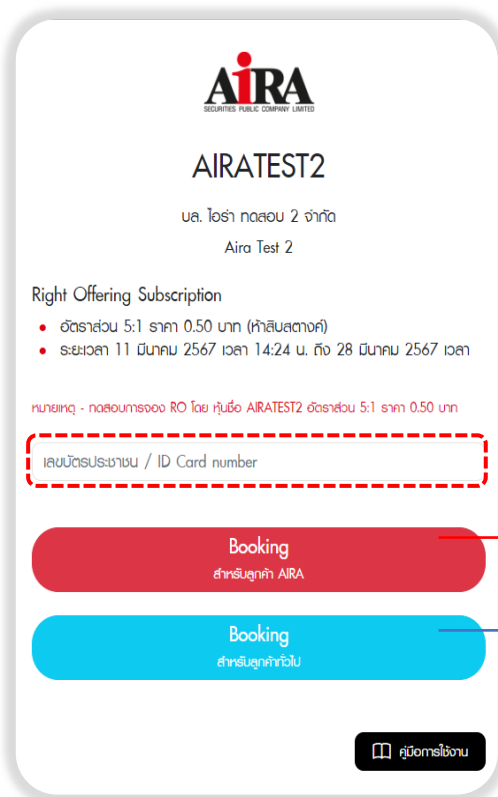 AiRA
SECURITIES PUBLIC COMPANY LIMITED
AIRATEST2
บล. ไอร่า ทดสอบ 2 จำกัด
Aira Test 2
Right Offering Subscription
• อัตราส่วน 5:1 ราคา 0.50 บาท (ห้าสิบสตางค์)
• ระยะเวลา 11 มีนาคม 2567 เวลา 14:24 น. ถึง 28 มีนาคม 2567 เวลา
หมายเหตุ - ทดสอบการจอง RO โดย หุ้นชื่อ AIRATEST2 อัตราส่วน 5:1 ราคา 0.50 บาท
เลขบัตรประชาชน / ID Card number
Booking
สำหรับลูกค้า AIRA
Booking
สำหรับลูกค้าทั่วไป
คู่มือการใช้งาน